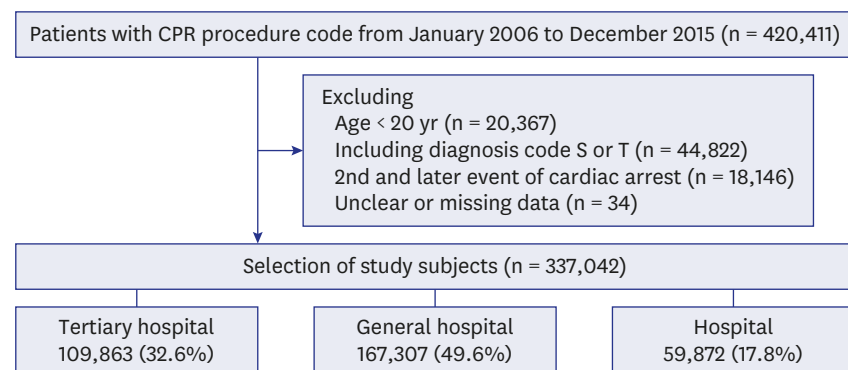 Patients with CPR procedure code from January 2006 to December 2015 (n = 420,411)
Excluding
Age < 20 yr (n = 20,367)
Including diagnosis code S or T (n = 44,822)
2nd and later event of cardiac arrest (n = 18,146)
Unclear or missing data (n = 34)
Selection of study subjects (n = 337,042)
Tertiary hospital
109,863 (32.6%)
General hospital
167,307 (49.6%)
Hospital
59,872 (17.8%)